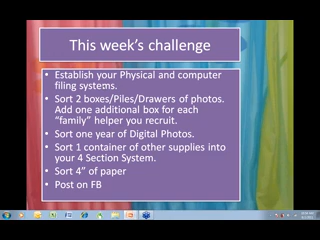 This week's challenge
• Establish your Physical and computer
filing systems.
• Sort 2 boxes/Piles/Drawers of photos.
Add one additional box for each
"family" helper you recruit.
• Sort one year of Digital Photos.
• Sort 1 container of other supplies into
your 4 Section System.
• Sort 4" of paper
• Post on FB